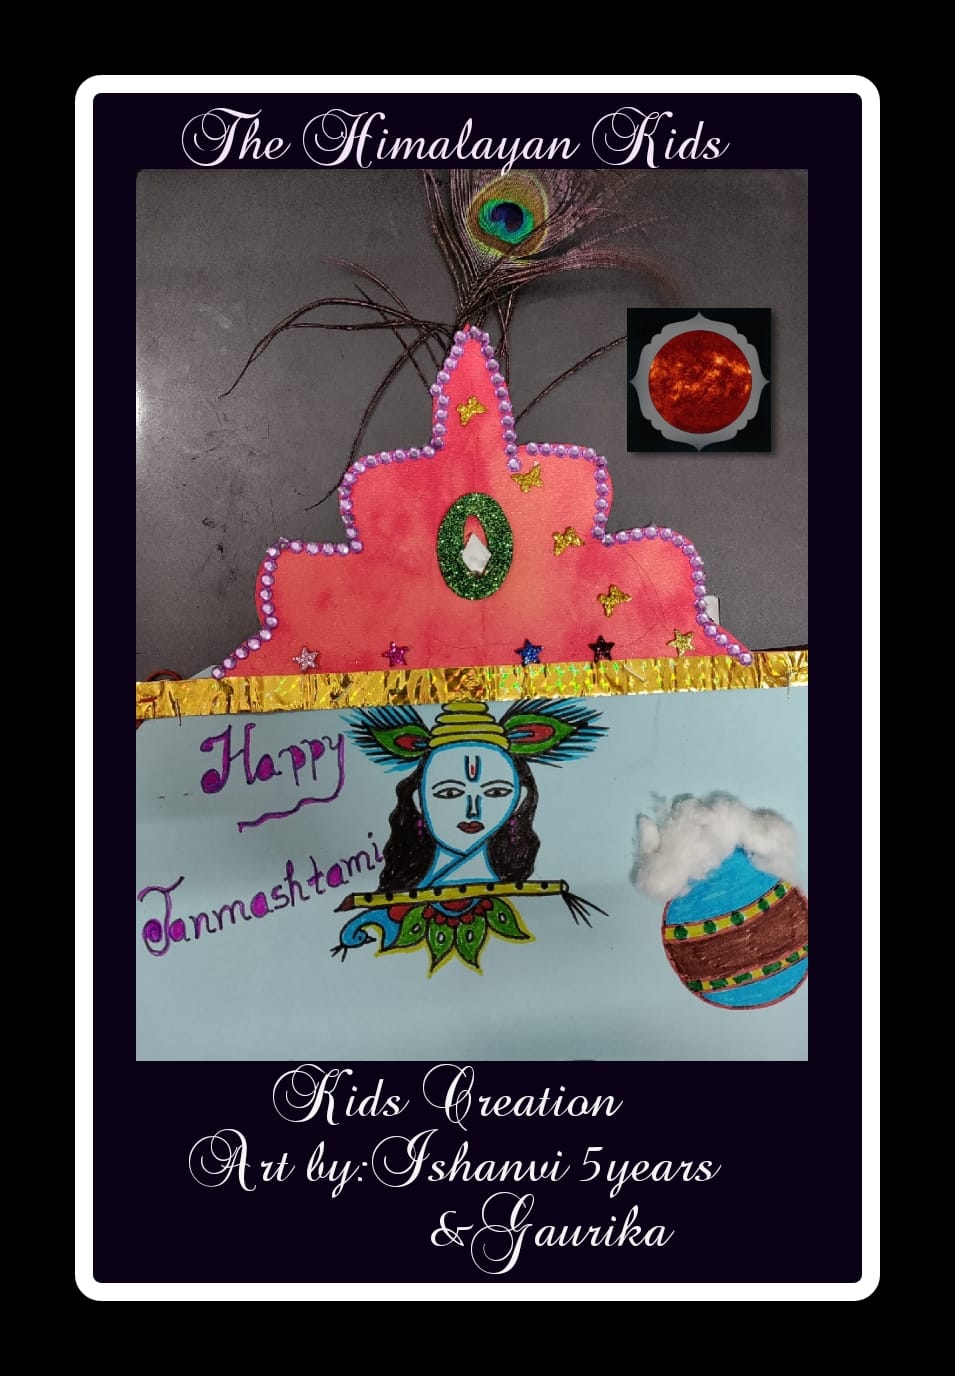 The Himalayan Kids
Happy
Janmashtami
Kids Creation
Art by:Ishanvi 5years
&Gaurika